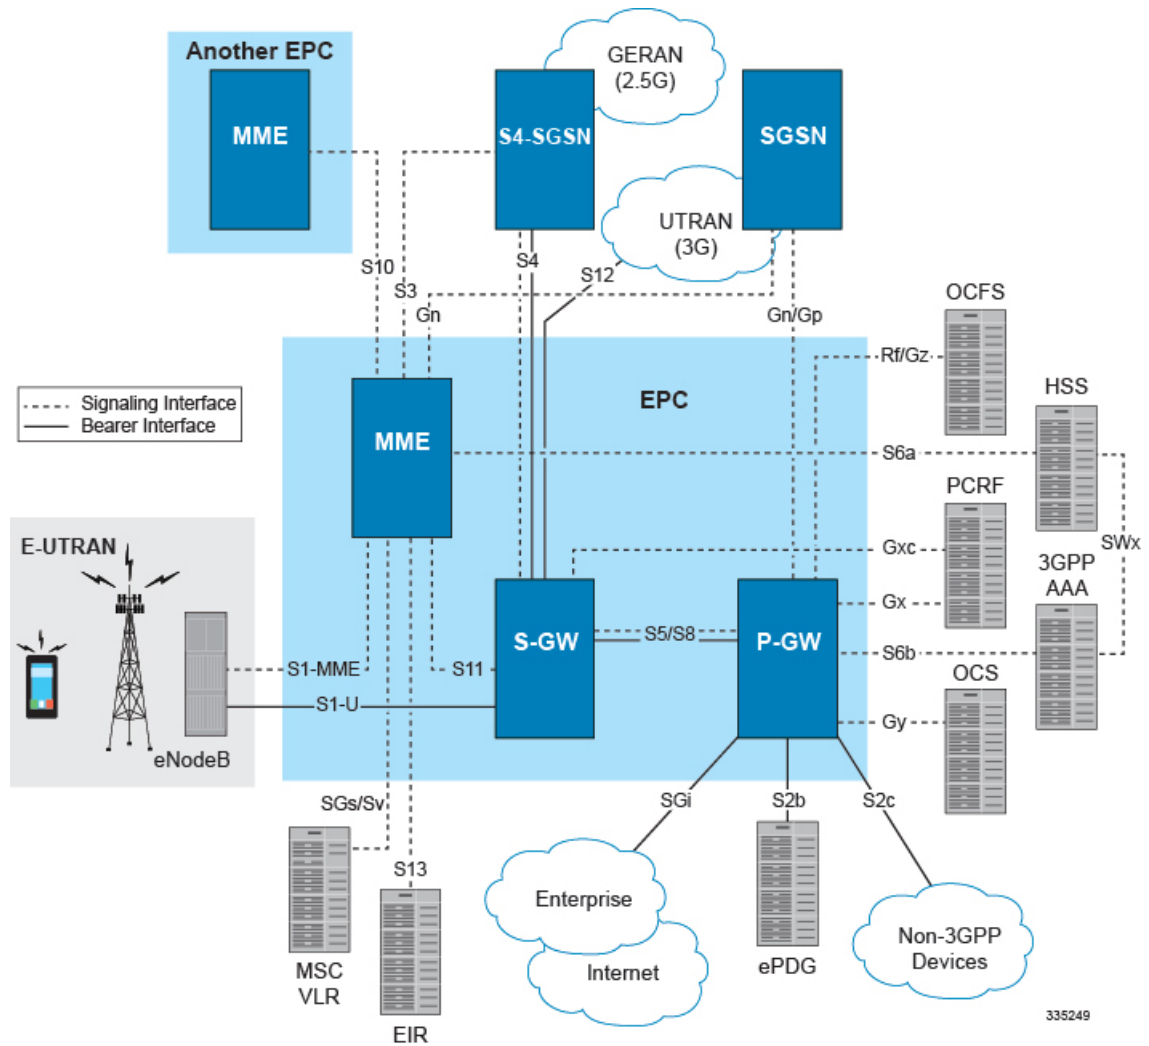 Another EPC
MME
GERAN
(2.5G)
S4-SGSN
SGSN
UTRAN
(3G)
S10
S3
Gn
S4
S12
Gn/Gp
OCFS
Rf/Gz
HSS
Signaling Interface
Bearer Interface
EPC
MME
S6a
PCRF
Gxc
SWx
3GPP
AAA
E-UTRAN
S-GW
S5/S8
P-GW
Gx
S6b
S1-MME
S11
OCS
S1-U
Gy
eNodeB
SGs/Sv
SGi
S2b
S2c
S13
Enterprise
Internet
ePDG
Non-3GPP
Devices
MSC
VLR
EIR
335249